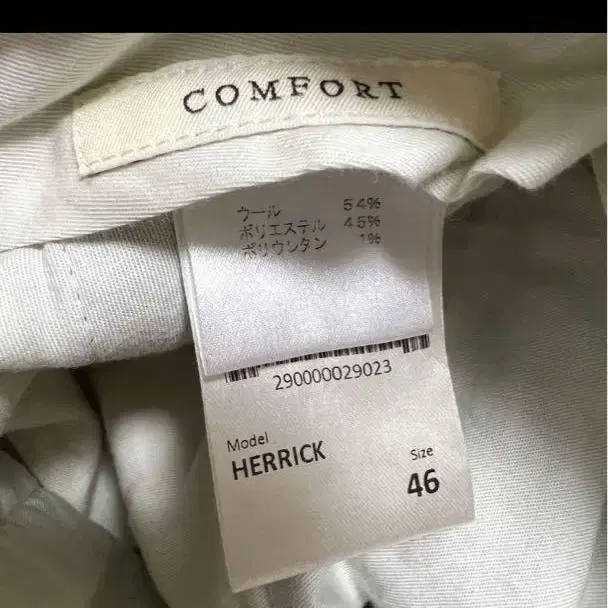 COMFORT
ウール 54%
ポリエステル 45%
ポリウレタン 1%
290000029023
Model
HERRICK
Size
46